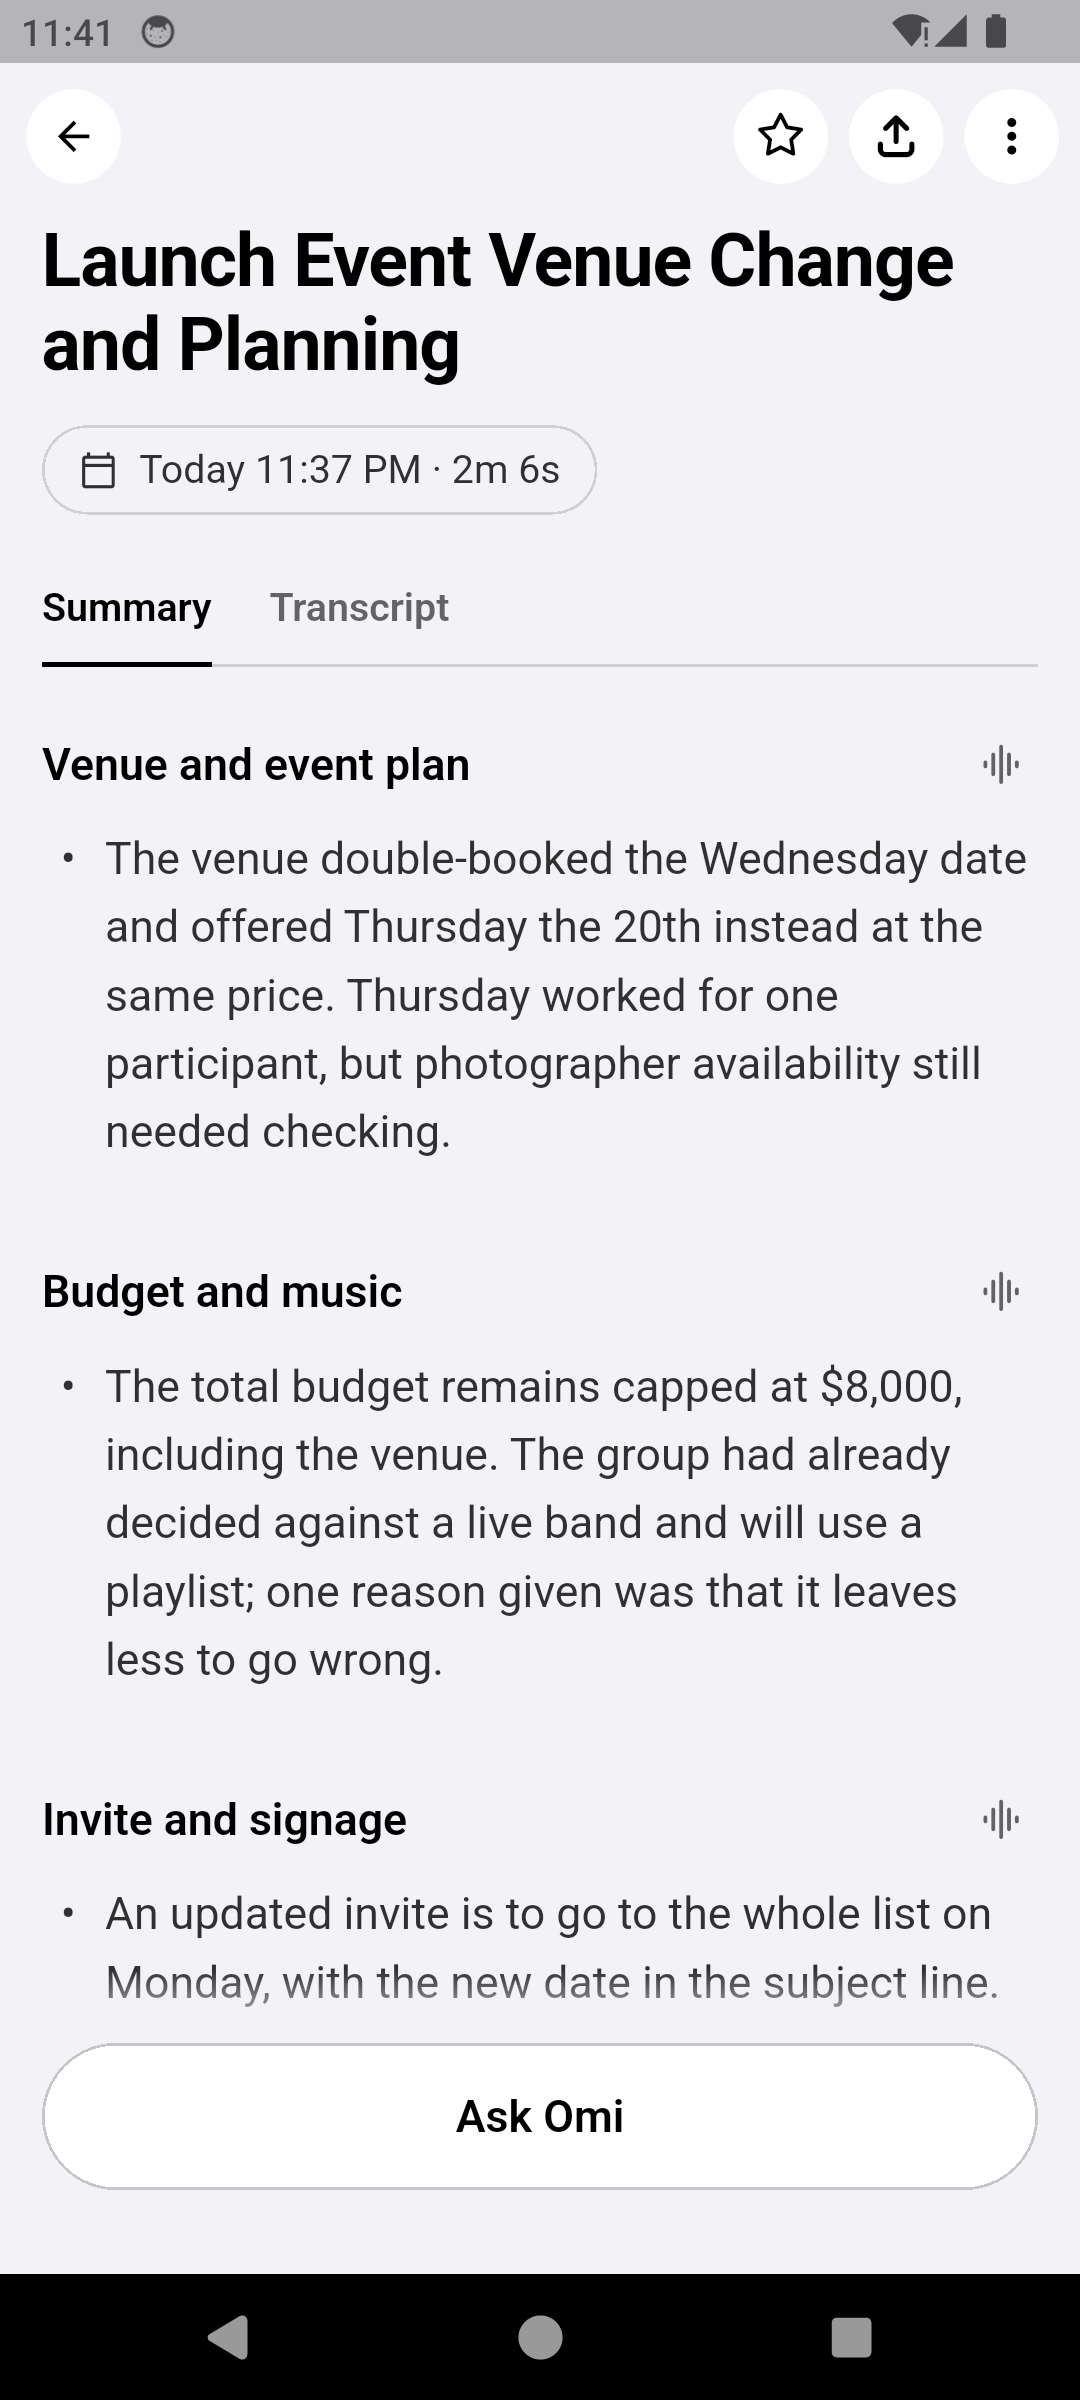 11:41
Launch Event Venue Change
and Planning
Today 11:37 PM · 2m 6s
Summary
Transcript
Venue and event plan
• The venue double-booked the Wednesday date
and offered Thursday the 20th instead at the
same price. Thursday worked for one
participant, but photographer availability still
needed checking.
Budget and music
• The total budget remains capped at $8,000,
including the venue. The group had already
decided against a live band and will use a
playlist; one reason given was that it leaves
less to go wrong.
Invite and signage
• An updated invite is to go to the whole list on
Monday, with the new date in the subject line.
Ask Omi